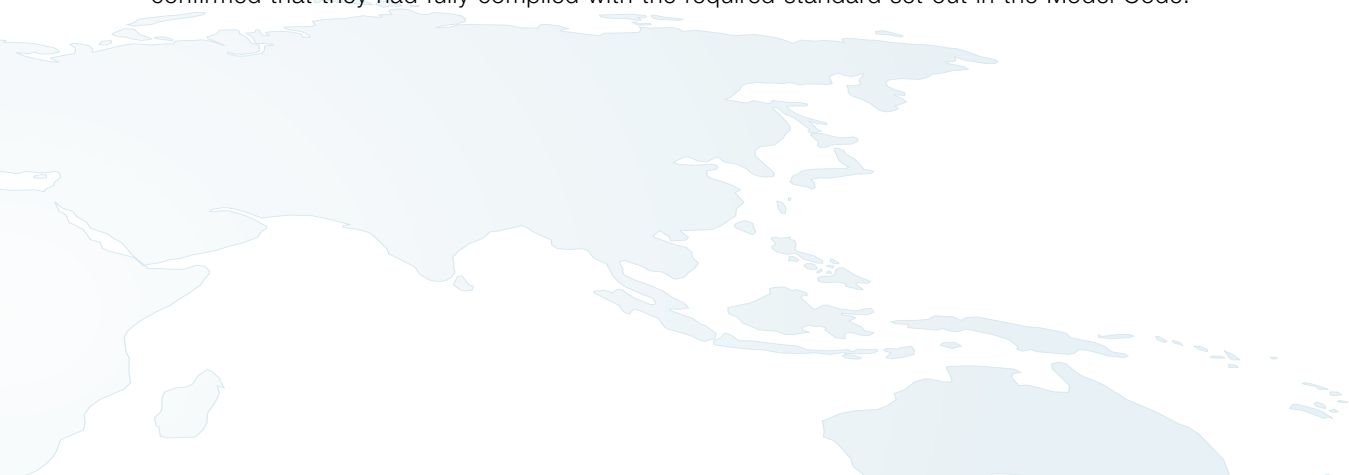 confirmed that they had fully complied with the required standard set out in the Model Code.